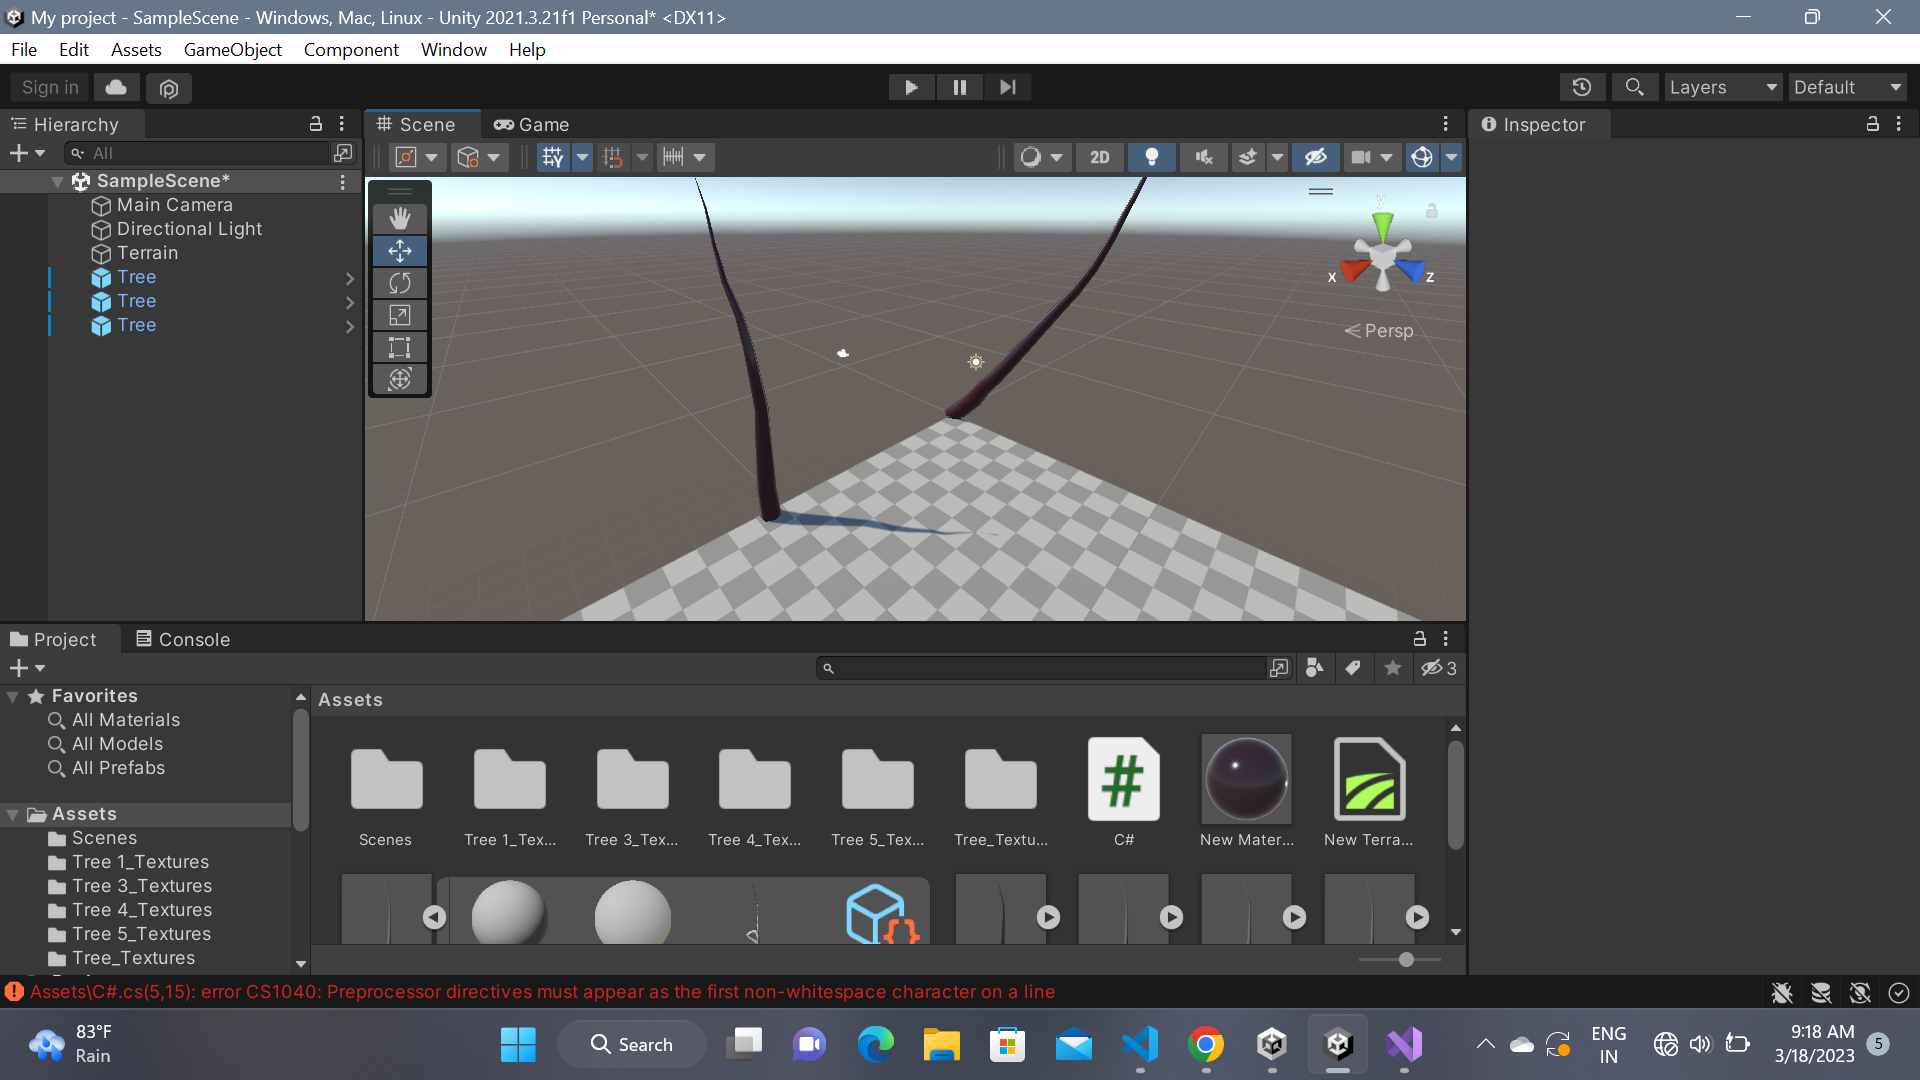 My project - SampleScene - Windows, Mac, Linux - Unity 2021.3.21f1 Personal* <DX11>
File Edit Assets GameObject Component Window Help
Sign in
Layers
Default
Hierarchy
Scene
Game
Inspector
All
2D
SampleScene*
Main Camera
Directional Light
Terrain
Tree
Tree
Tree
y
x
z
Persp
Project
Console
3
Favorites
All Materials
All Models
All Prefabs
Assets
Scenes
Tree 1_Textures
Tree 3_Textures
Tree 4_Textures
Tree 5_Textures
Tree_Textures
Assets
Scenes
Tree 1_Tex...
Tree 3_Tex...
Tree 4_Tex...
Tree 5_Tex...
Tree_Textu...
C#
New Mater...
New Terra...
Assets\C#.cs(5,15): error CS1040: Preprocessor directives must appear as the first non-whitespace character on a line
83°F
Rain
Search
ENG
IN
9:18 AM
3/18/2023
5